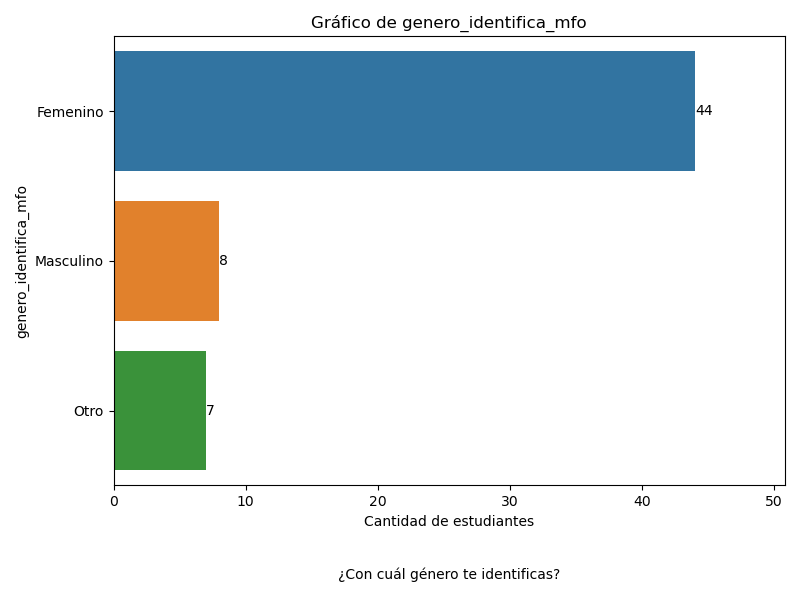 Gráfico de genero_identifica_mfo
genero_identifica_mfo
Femenino
44
Masculino
8
Otro
7
0 10 20 30 40 50
Cantidad de estudiantes
¿Con cuál género te identificas?